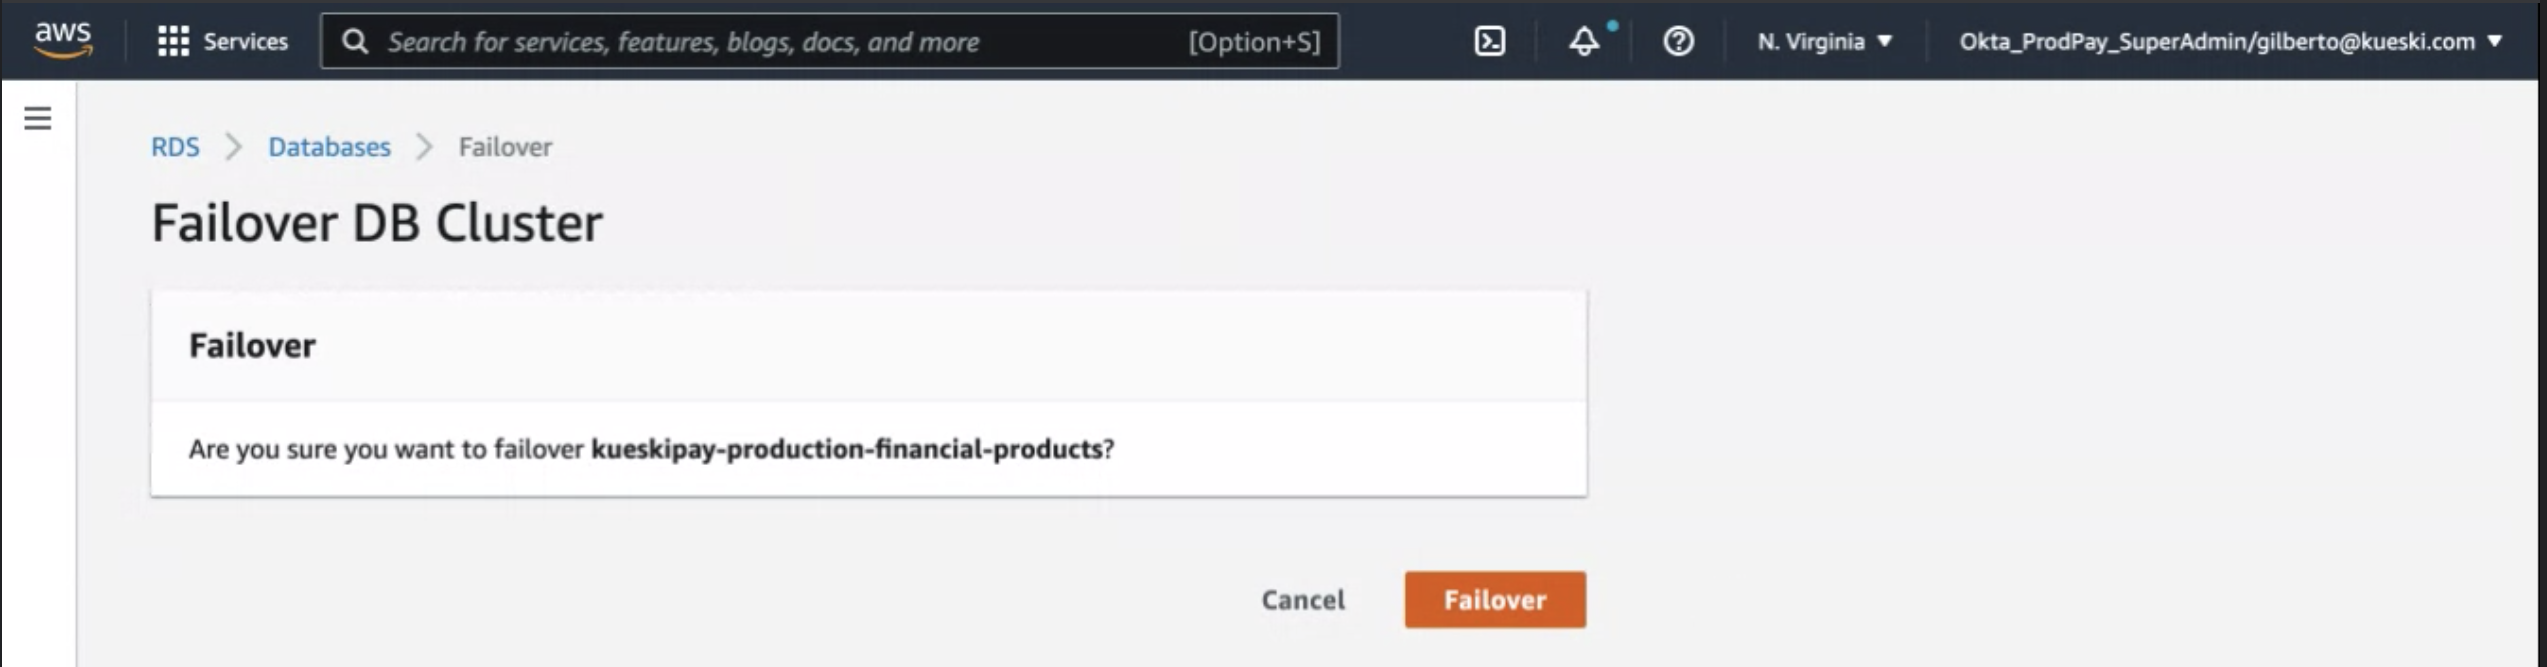 aws Services Search for services, features, blogs, docs, and more [Option+S] N. Virginia ▼ Okta_ProdPay_SuperAdmin/gilberto@kueski.com ▼
RDS > Databases > Failover
Failover DB Cluster
Failover
Are you sure you want to failover kueskipay-production-financial-products?
Cancel Failover